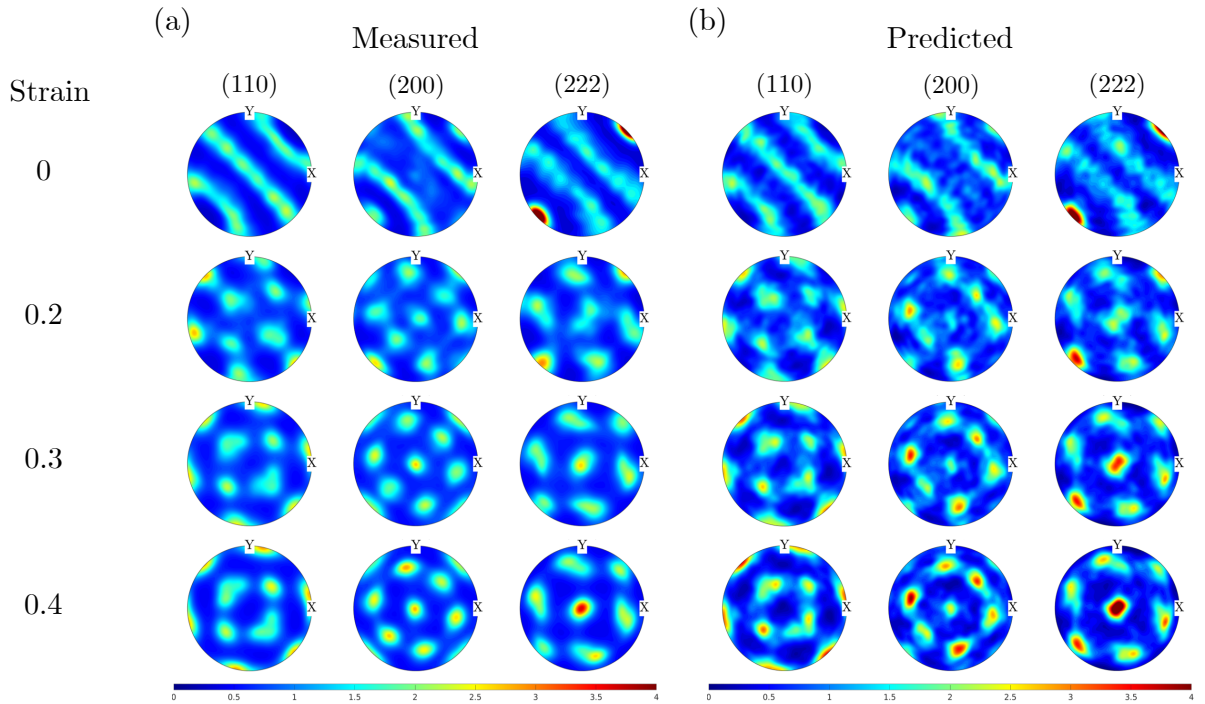 (a) (b)
Measured Predicted
Strain (110) (200) (222) (110) (200) (222)
Y Y Y Y Y Y
0 X X X X X X
Y Y Y Y Y Y
0.2 X X X X X X
Y Y Y Y Y Y
0.3 X X X X X X
Y Y Y Y Y Y
0.4 X X X X X X
0 0.5 1 1.5 2 2.5 3 3.5 4 0 0.5 1 1.5 2 2.5 3 3.5 4